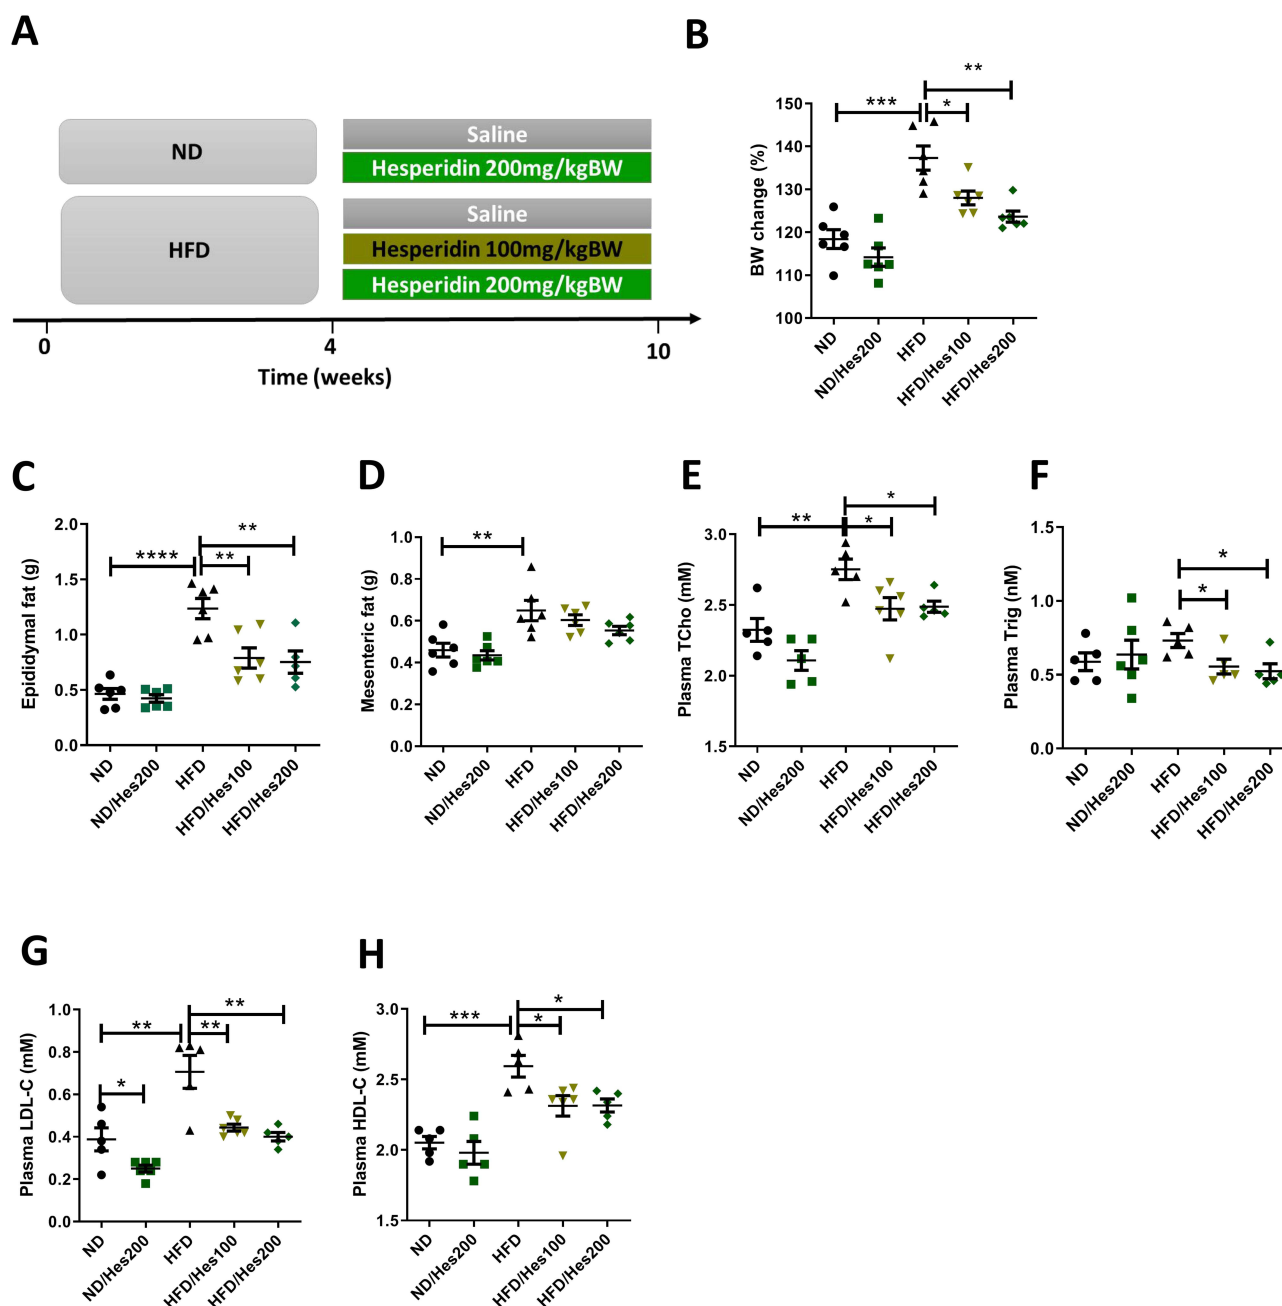 A
ND
Saline
Hesperidin 200mg/kgBW
HFD
Saline
Hesperidin 100mg/kgBW
Hesperidin 200mg/kgBW
0
4
10
Time (weeks)
B
**
***
*
150
140
130
120
110
100
BW change (%)
ND
ND/Hes200
HFD
HFD/Hes100
HFD/Hes200
C
**
****
**
2.0
1.5
1.0
0.5
0.0
Epididymal fat (g)
ND
ND/Hes200
HFD
HFD/Hes100
HFD/Hes200
D
**
1.0
0.8
0.6
0.4
0.2
0.0
Mesenteric fat (g)
ND
ND/Hes200
HFD
HFD/Hes100
HFD/Hes200
E
*
**
*
3.0
2.5
2.0
1.5
Plasma TCho (mM)
ND
ND/Hes200
HFD
HFD/Hes100
HFD/Hes200
F
*
*
1.5
1.0
0.5
0.0
Plasma Trig (nM)
ND
ND/Hes200
HFD
HFD/Hes100
HFD/Hes200
G
**
**
**
*
1.0
0.8
0.6
0.4
0.2
0.0
Plasma LDL-C (mM)
ND
ND/Hes200
HFD
HFD/Hes100
HFD/Hes200
H
*
***
*
3.0
2.5
2.0
1.5
Plasma HDL-C (mM)
ND
ND/Hes200
HFD
HFD/Hes100
HFD/Hes200